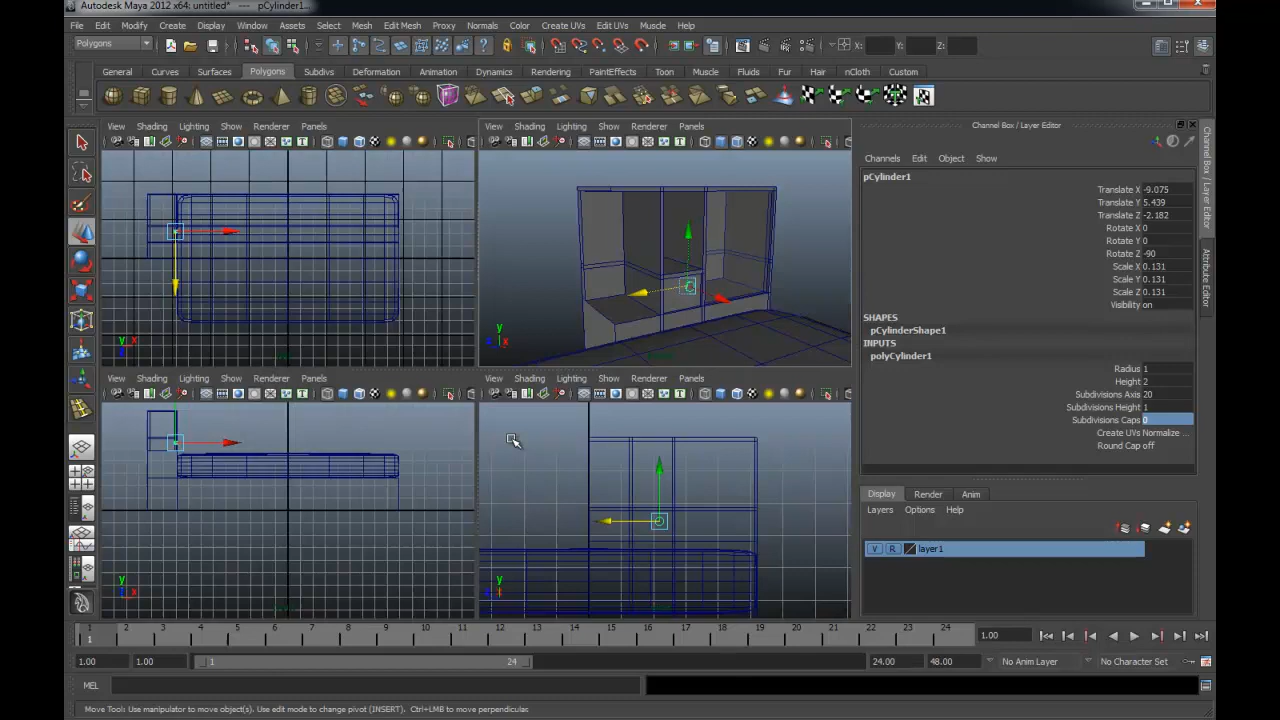 Autodesk Maya 2012 x64: untitled* --- pCylinder1...
File Edit Modify Create Display Window Assets Select Mesh Edit Mesh Proxy Normals Color Create UVs Edit UVs Muscle Help
Polygons X: Y: Z:
General Curves Surfaces Polygons Subdivs Deformation Animation Dynamics Rendering PaintEffects Toon Muscle Fluids Fur Hair nCloth Custom
View Shading Lighting Show Renderer Panels
View Shading Lighting Show Renderer Panels
Channel Box / Layer Editor
Channels Edit Object Show
pCylinder1
Translate X -9.075
Translate Y 5.439
Translate Z -2.182
Rotate X 0
Rotate Y 0
Rotate Z -90
Scale X 0.131
Scale Y 0.131
Scale Z 0.131
Visibility on
SHAPES
pCylinderShape1
INPUTS
polyCylinder1
Radius 1
Height 2
Subdivisions Axis 20
Subdivisions Height 1
Subdivisions Caps 0
Create UVs Normalize ...
Round Cap off
Channel Box / Layer Editor
Attribute Editor
View Shading Lighting Show Renderer Panels
View Shading Lighting Show Renderer Panels
Display Render Anim
Layers Options Help
V R layer1
1 2 3 4 5 6 7 8 9 10 11 12 13 14 15 16 17 18 19 20 21 22 23 24
1
1.00
1.00 1.00 1 24 24.00 48.00 No Anim Layer No Character Set
MEL
Move Tool: Use manipulator to move object(s). Use edit mode to change pivot (INSERT). Ctrl+LMB to move perpendicular.